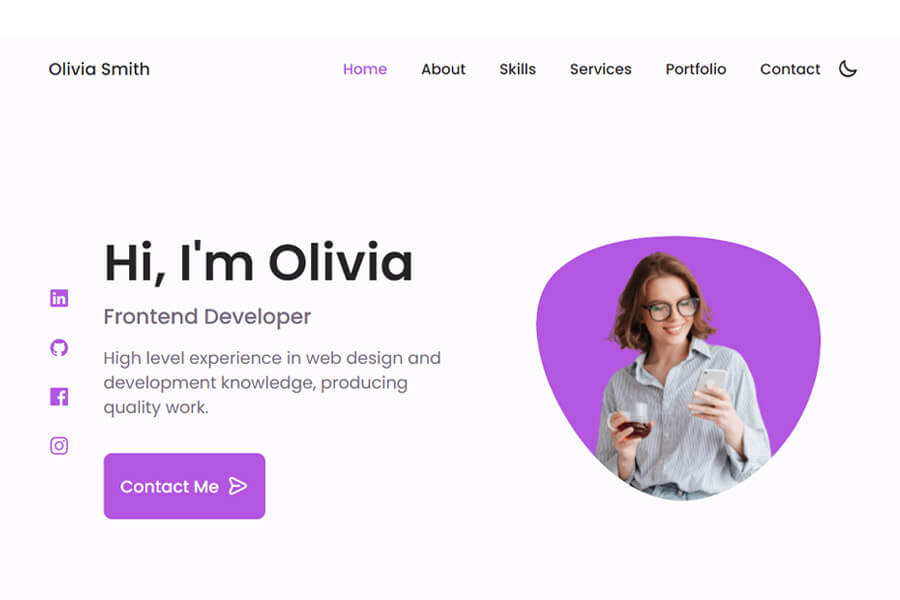 Olivia Smith
Home About Skills Services Portfolio Contact
Hi, I'm Olivia
Frontend Developer
High level experience in web design and
development knowledge, producing
quality work.
Contact Me